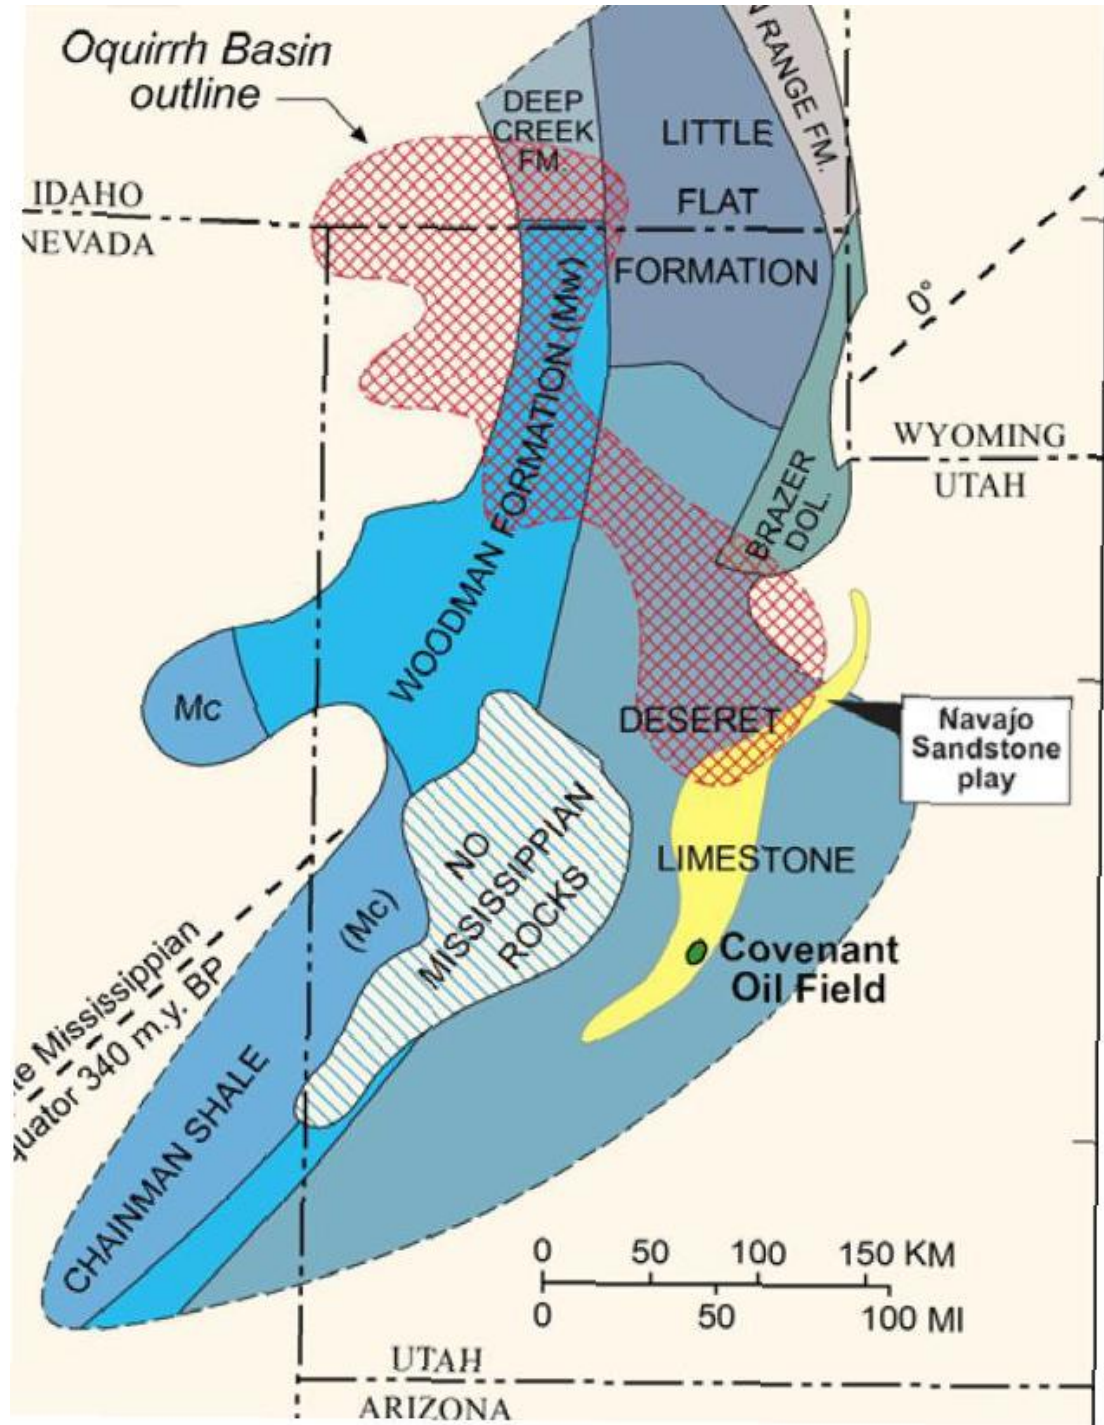 Oquirrh Basin
outline
DEEP
CREEK
FM.
LITTLE
FLAT
FORMATION
RANGE FM.
IDAHO
NEVADA
0°
WYOMING
UTAH
WOODMAN FORMATION (Mw)
BRAZER
DOL.
Mc
DESERET
LIMESTONE
Navajo
Sandstone
play
NO
MISSISSIPPIAN
ROCKS
(Mc)
Covenant
Oil Field
Mississippian
340 m.y. BP
CHAINMAN SHALE
0 50 100 150 KM
0 50 100 MI
UTAH
ARIZONA